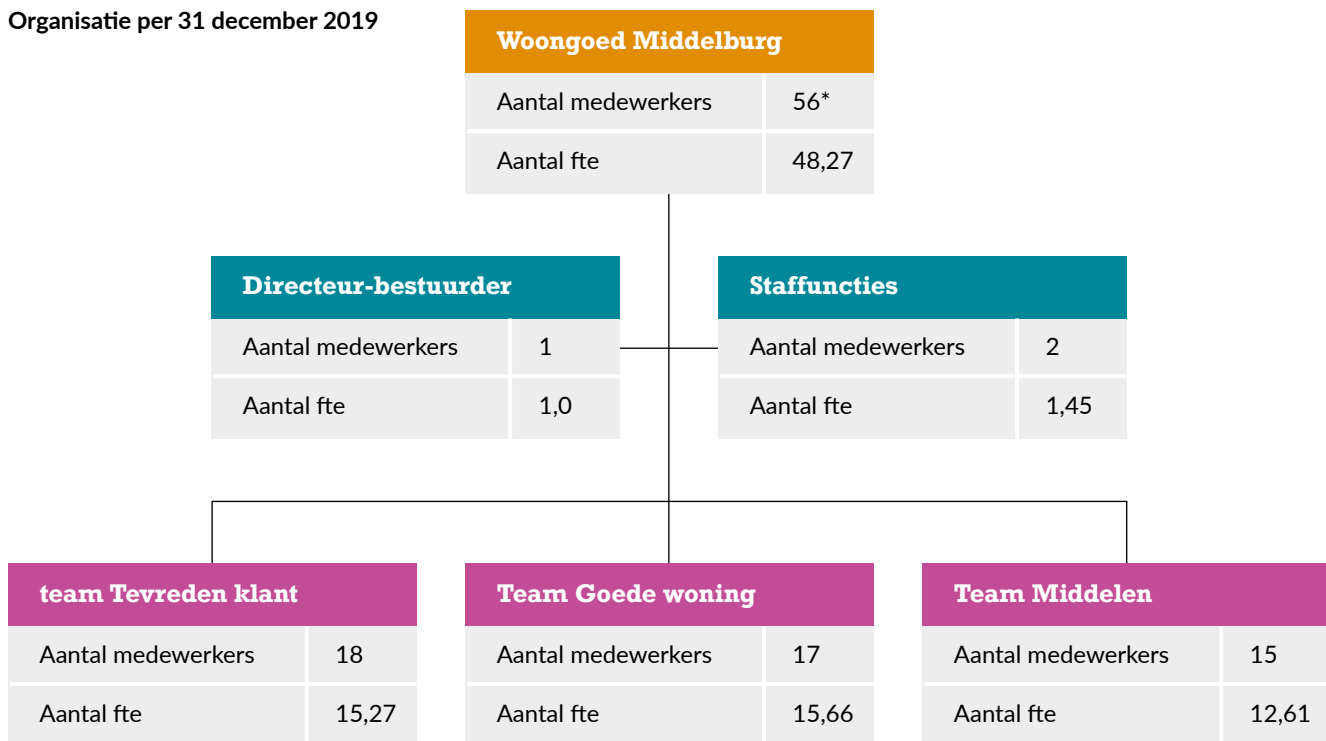 Organisatie per 31 december 2019
Woongoed Middelburg
Aantal medewerkers 56*
Aantal fte 48,27
Directeur-bestuurder
Aantal medewerkers 1
Aantal fte 1,0
Staffuncties
Aantal medewerkers 2
Aantal fte 1,45
team Tevreden klant
Aantal medewerkers 18
Aantal fte 15,27
Team Goede woning
Aantal medewerkers 17
Aantal fte 15,66
Team Middelen
Aantal medewerkers 15
Aantal fte 12,61